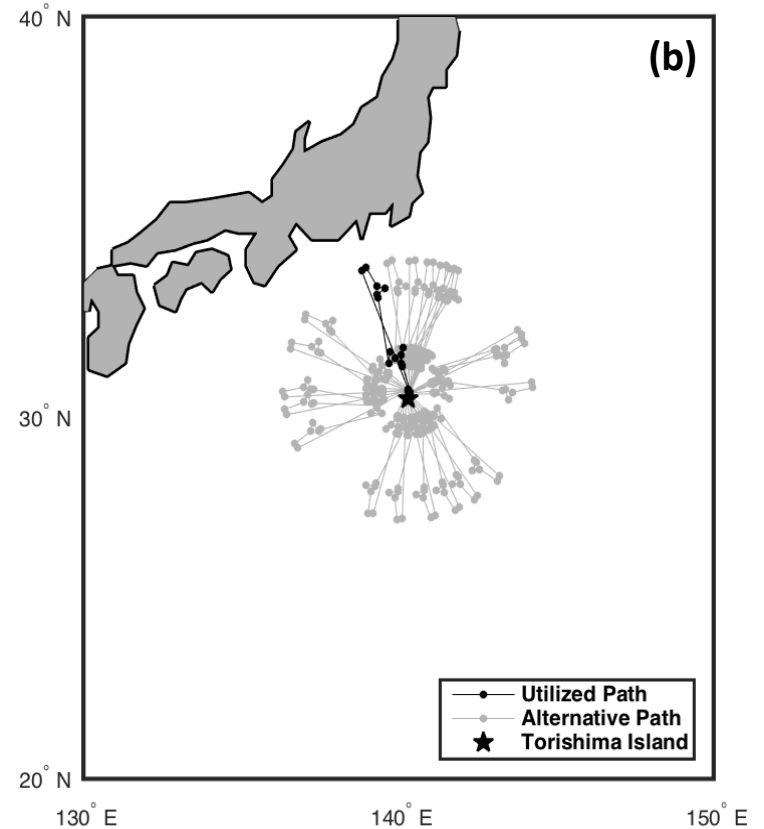 40° N
(b)
30° N
Utilized Path
Alternative Path
Torishima Island
20° N
130° E
140° E
150° E